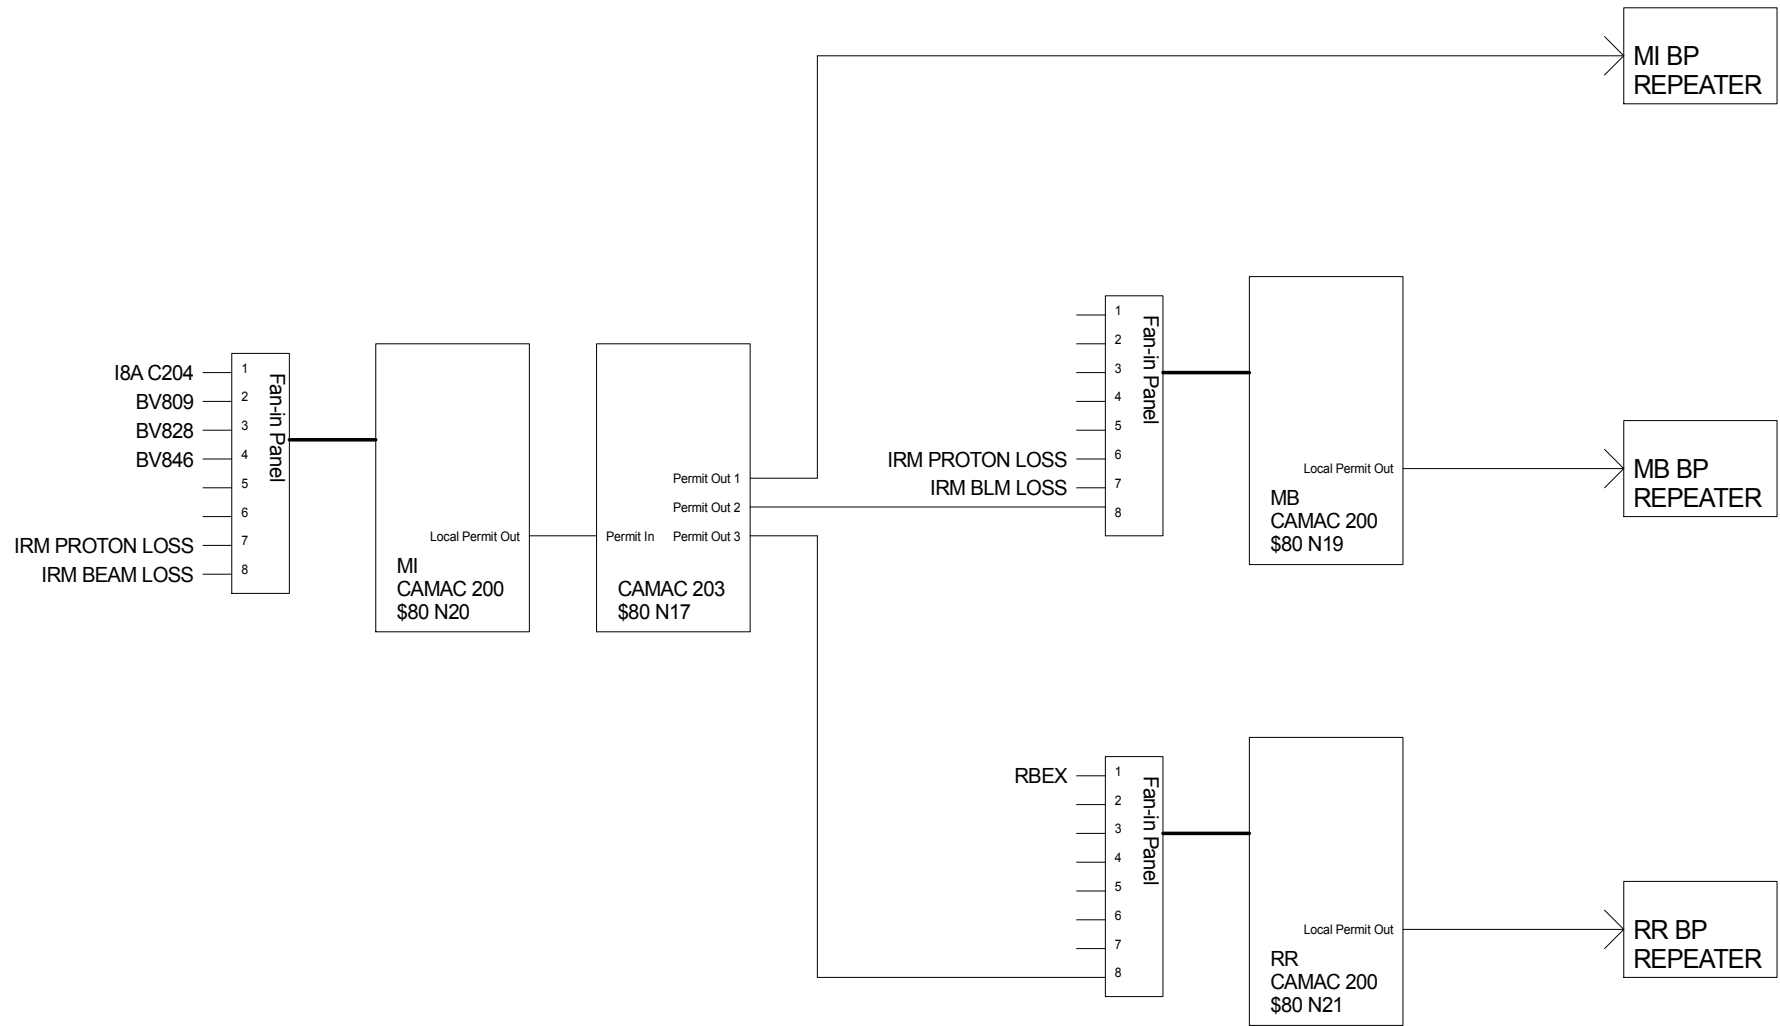 MI BP
REPEATER
I8A C204
BV809
BV828
BV846
IRM PROTON LOSS
IRM BEAM LOSS
1
2
3
4
5
6
7
8
Fan-in Panel
Local Permit Out
MI
CAMAC 200
$80 N20
Permit In
Permit Out 1
Permit Out 2
Permit Out 3
CAMAC 203
$80 N17
IRM PROTON LOSS
IRM BLM LOSS
1
2
3
4
5
6
7
8
Fan-in Panel
Local Permit Out
MB
CAMAC 200
$80 N19
MB BP
REPEATER
RBEX
1
2
3
4
5
6
7
8
Fan-in Panel
Local Permit Out
RR
CAMAC 200
$80 N21
RR BP
REPEATER